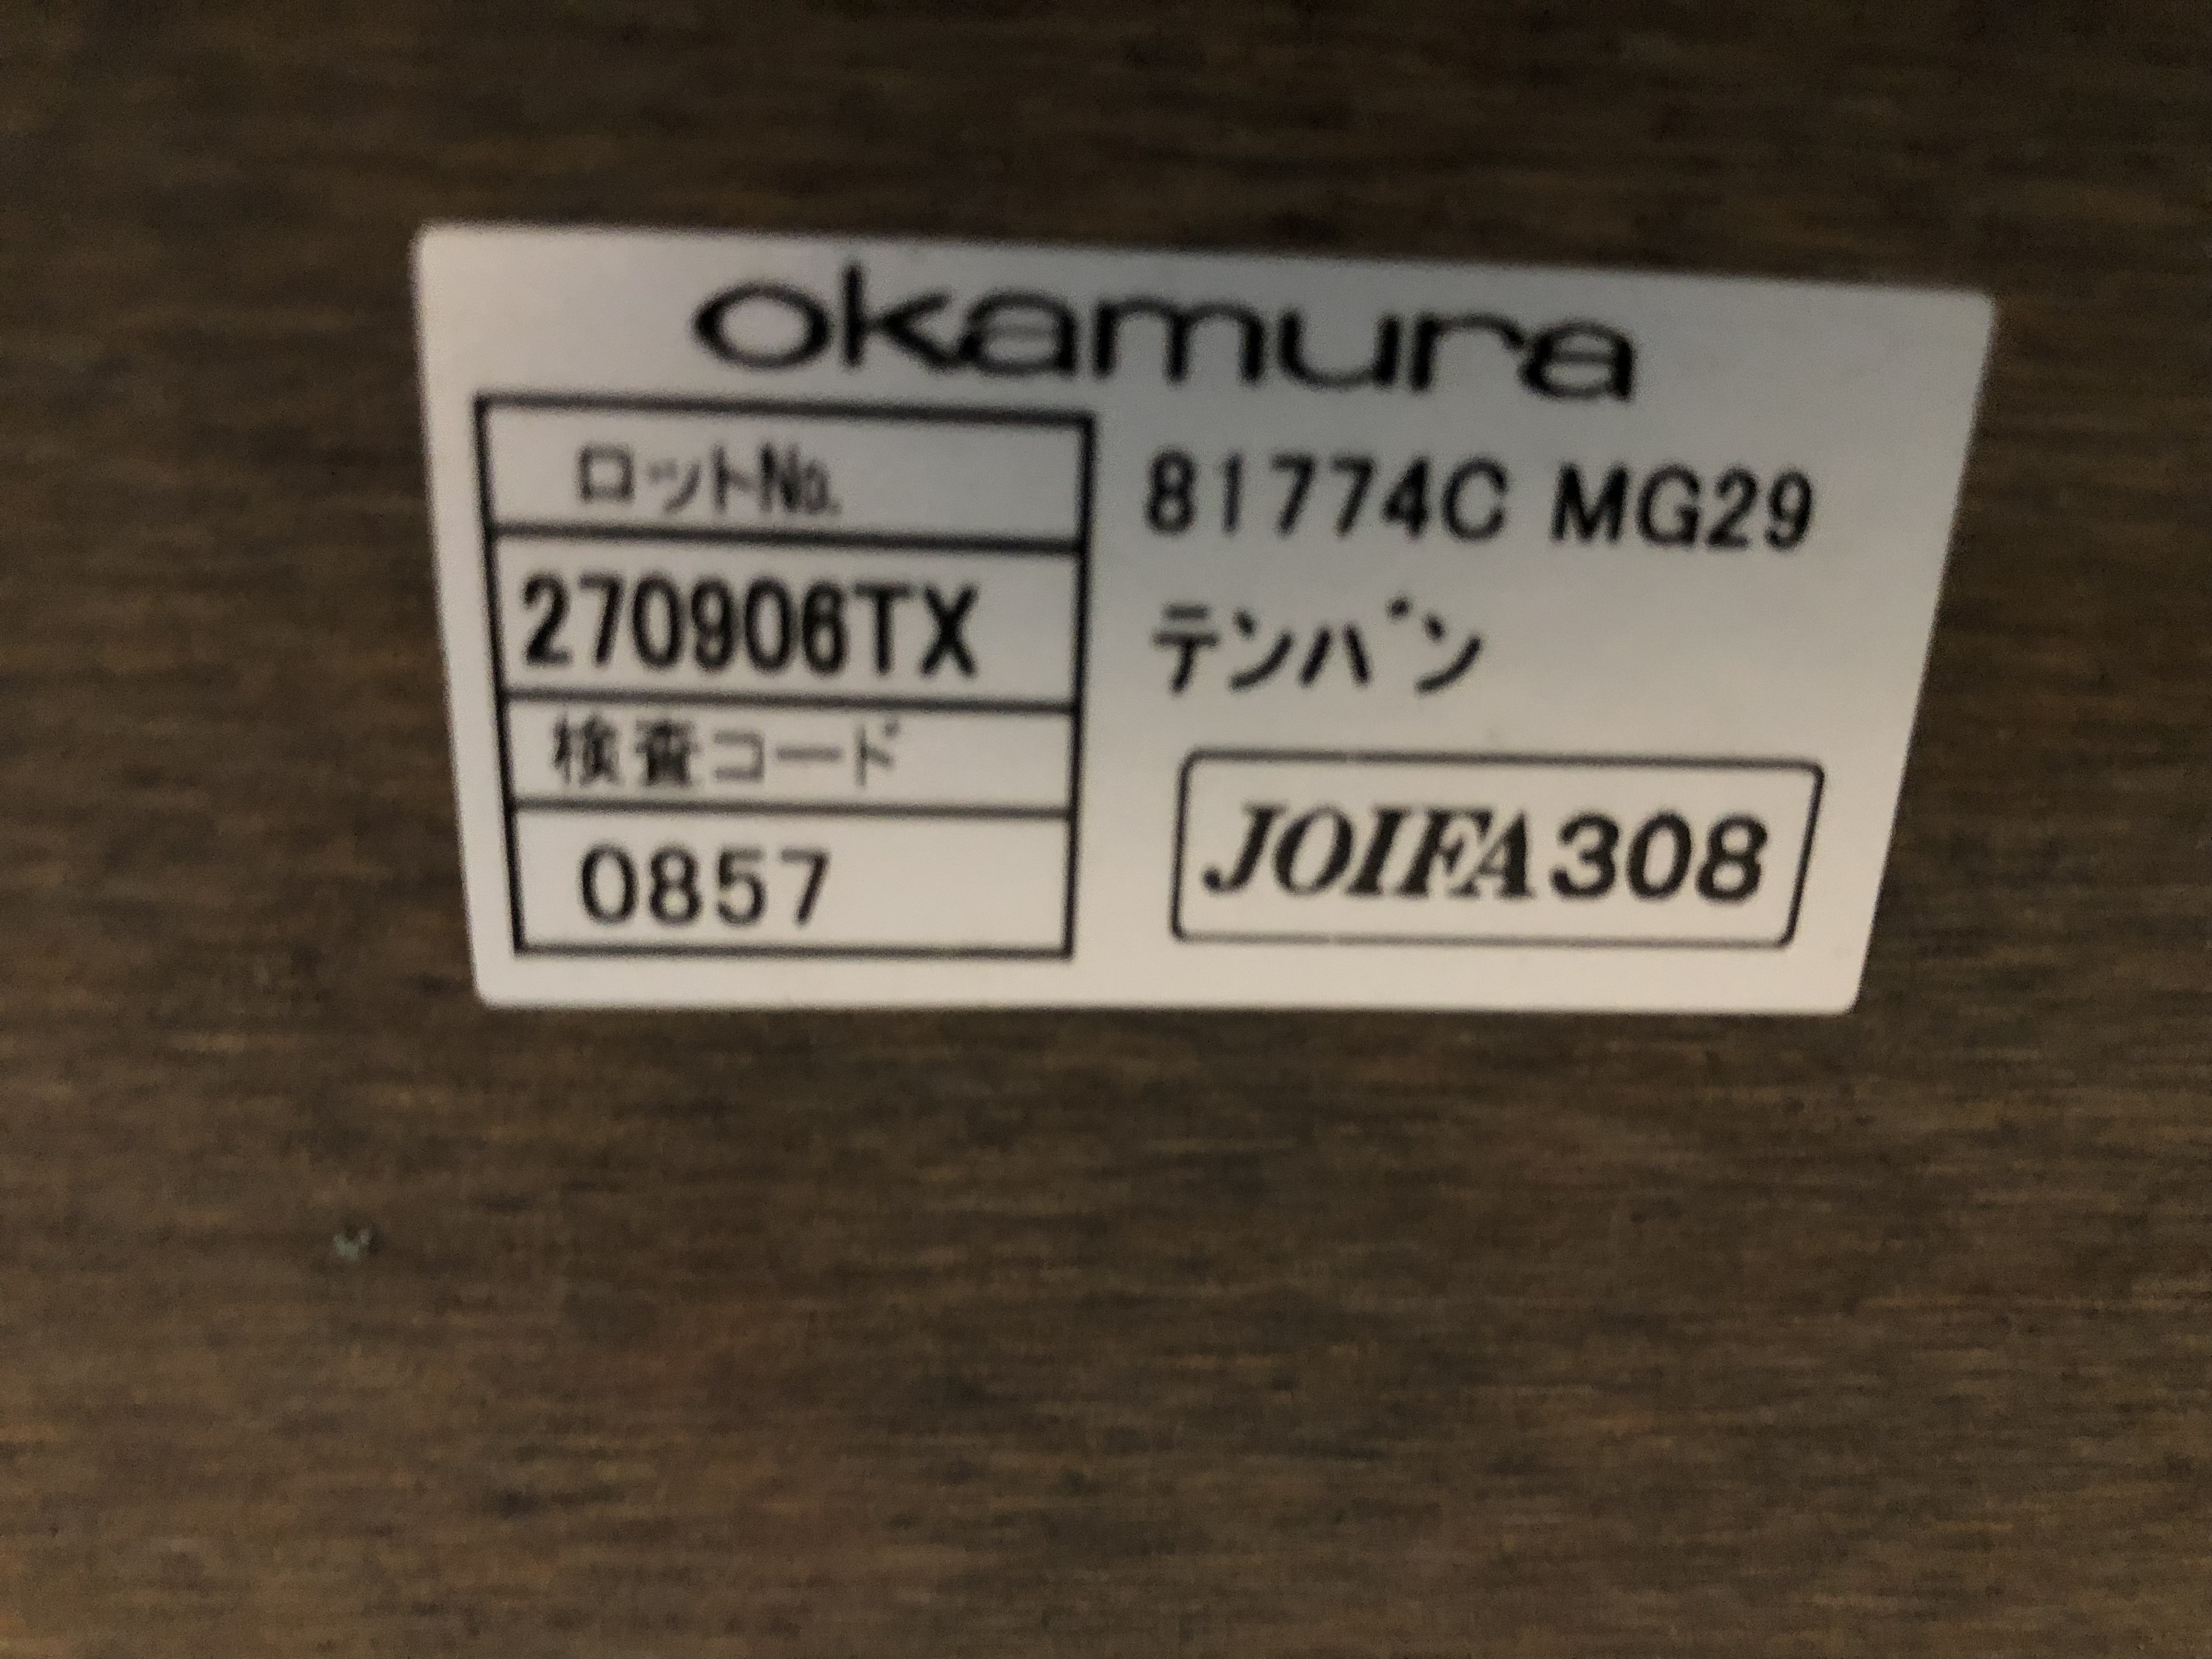 okamura
ロットNo.
270906TX
検査コード
0857
81774C MG29
テンバン
JOIFA308